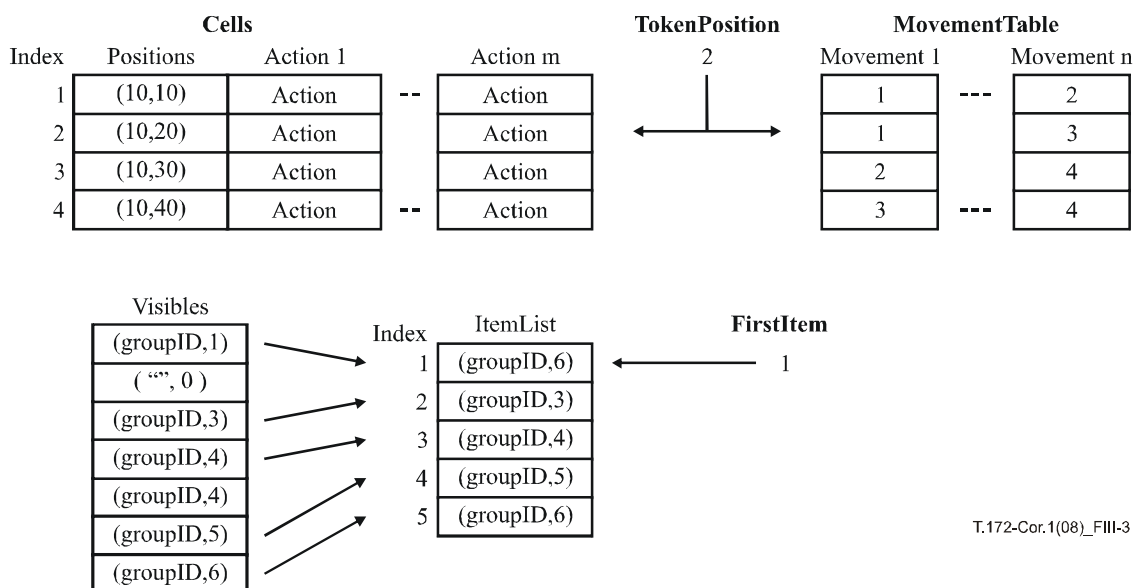 Cells TokenPosition MovementTable
Index Positions Action 1 Action m 2 Movement 1 Movement n
1 (10,10) Action -- Action 1 --- 2
2 (10,20) Action Action 1 3
3 (10,30) Action Action 2 4
4 (10,40) Action -- Action 3 --- 4
Visibles
Index ItemList FirstItem
(groupID,1) 1 (groupID,6) 1
( “”, 0 )
(groupID,3) 2 (groupID,3)
(groupID,4) 3 (groupID,4)
(groupID,4) 4 (groupID,5)
(groupID,5) 5 (groupID,6)
(groupID,6)
T.172-Cor.1(08)_FIII-3